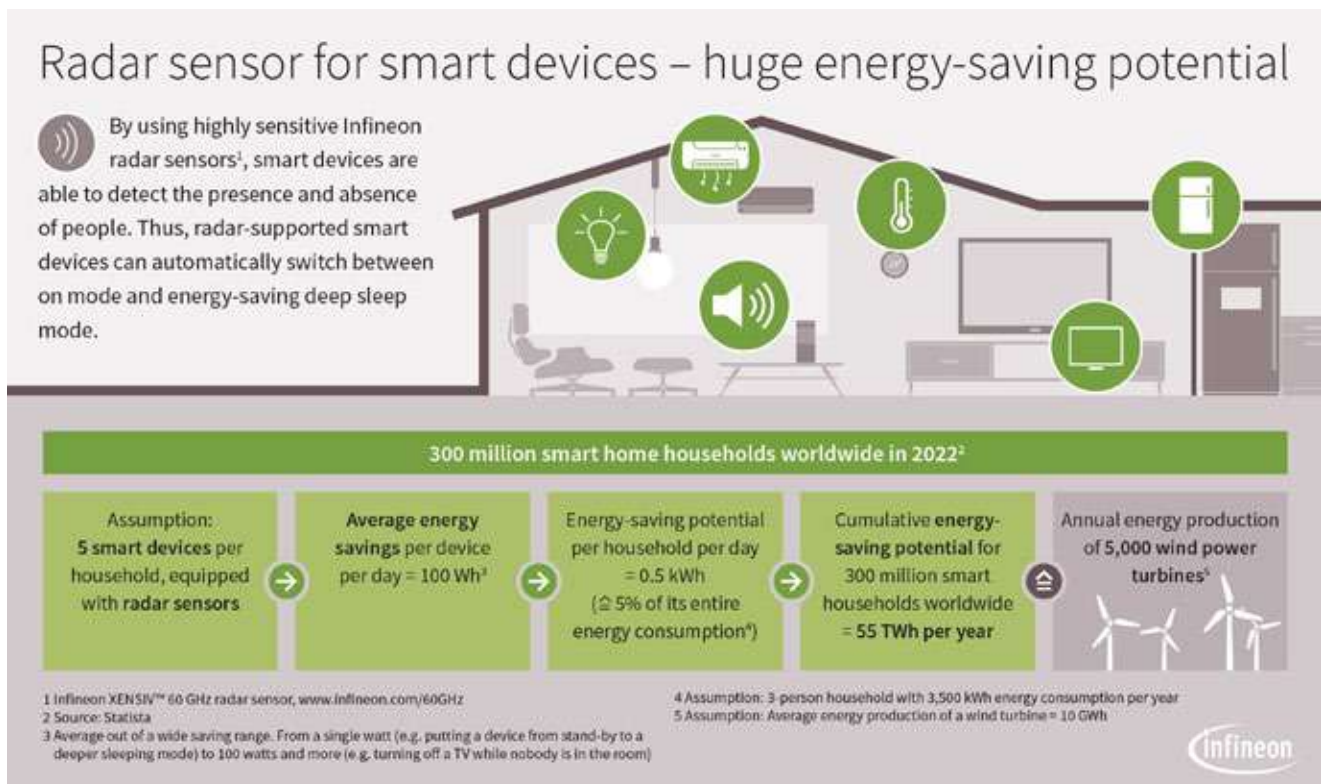 Radar sensor for smart devices – huge energy-saving potential
By using highly sensitive Infineon
radar sensors¹, smart devices are
able to detect the presence and absence
of people. Thus, radar-supported smart
devices can automatically switch between
on mode and energy-saving deep sleep
mode.
300 million smart home households worldwide in 2022²
Assumption:
5 smart devices per
household, equipped
with radar sensors
Average energy
savings per device
per day = 100 Wh³
Energy-saving potential
per household per day
= 0.5 kWh
(≙ 5% of its entire
energy consumption⁴)
Cumulative energy-
saving potential for
300 million smart
households worldwide
= 55 TWh per year
≙
Annual energy production
of 5,000 wind power
turbines⁵
1 Infineon XENSIV™ 60 GHz radar sensor, www.infineon.com/60GHz
2 Source: Statista
3 Average out of a wide saving range. From a single watt (e.g. putting a device from stand-by to a
deeper sleeping mode) to 100 watts and more (e.g. turning off a TV while nobody is in the room)
4 Assumption: 3-person household with 3,500 kWh energy consumption per year
5 Assumption: Average energy production of a wind turbine = 10 GWh
infineon